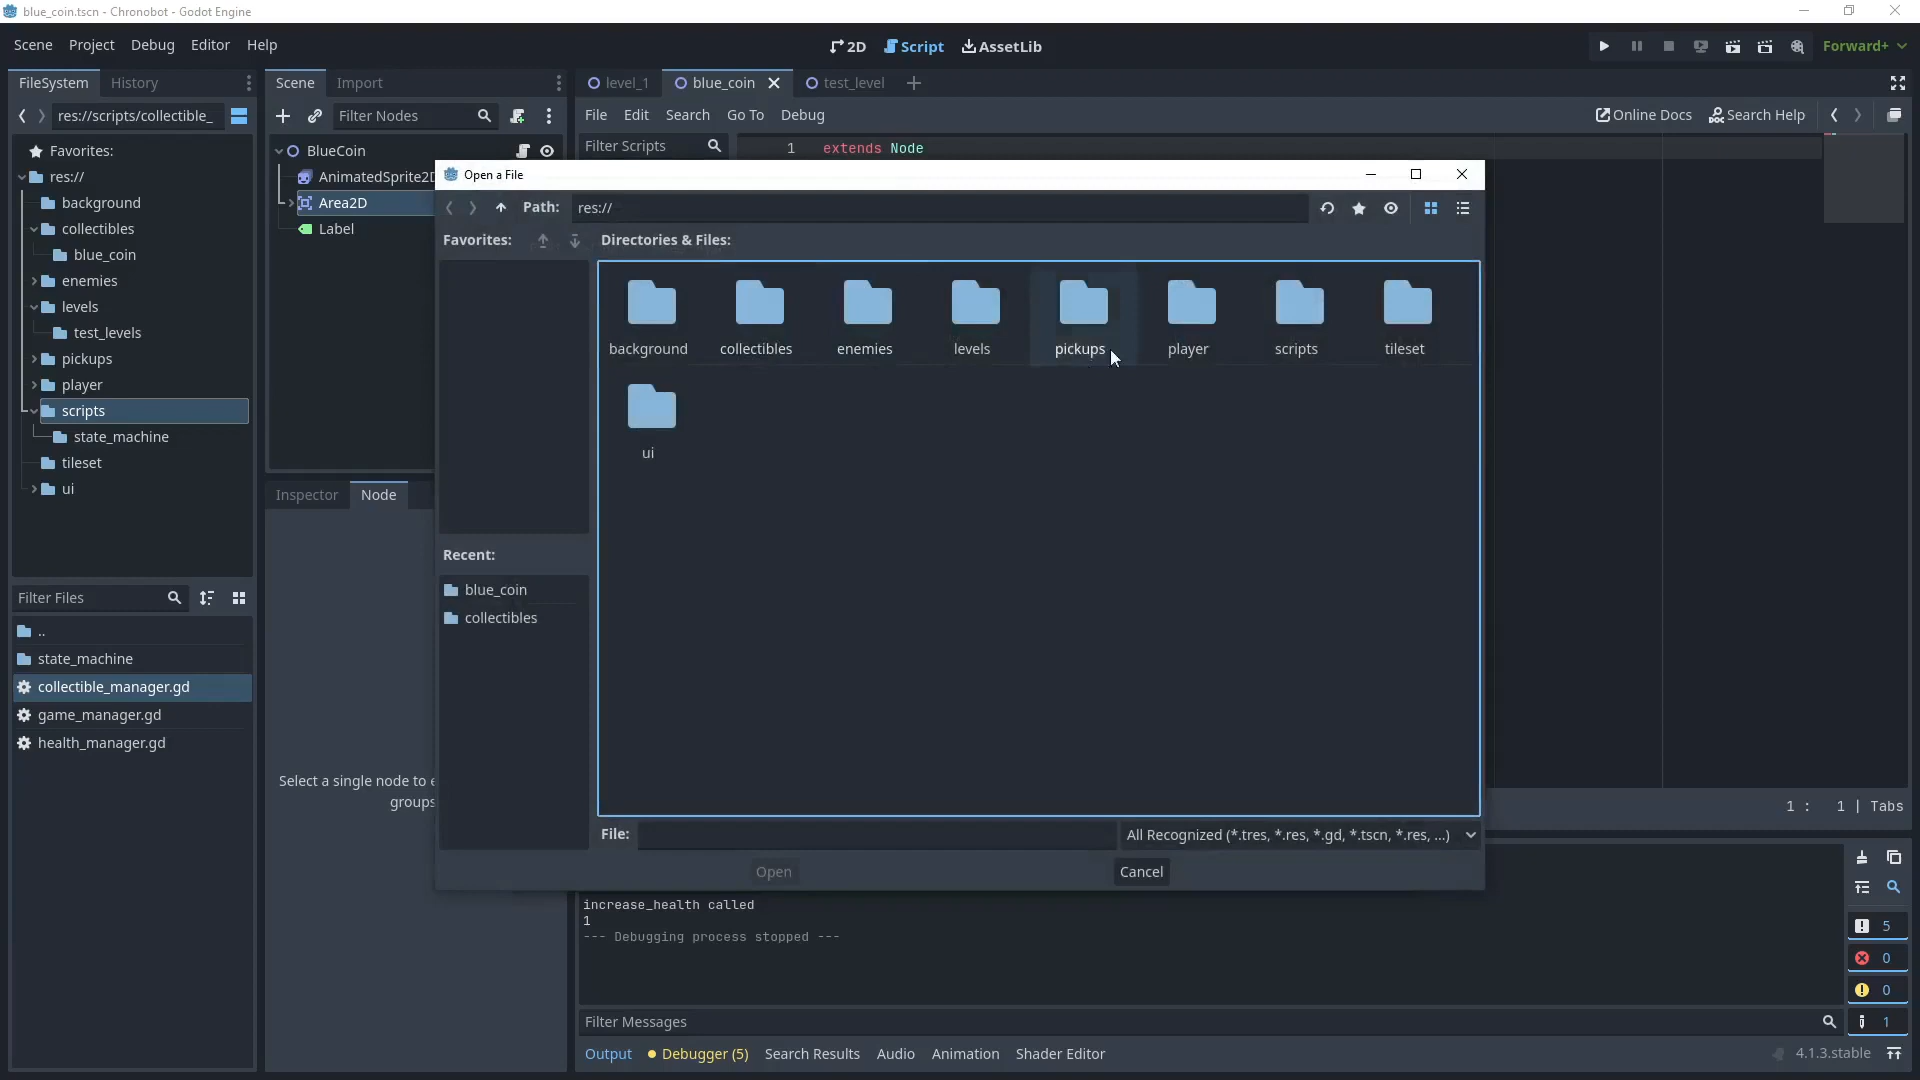 blue_coin.tscn - Chronobot - Godot Engine
Scene Project Debug Editor Help
2D Script AssetLib
Forward+
FileSystem History
Scene Import
level_1 blue_coin test_level
res://scripts/collectible_
Filter Nodes
File Edit Search Go To Debug
Online Docs Search Help
Favorites:
res://
background
collectibles
blue_coin
enemies
levels
test_levels
pickups
player
scripts
state_machine
tileset
ui
Filter Files
..
state_machine
collectible_manager.gd
game_manager.gd
health_manager.gd
BlueCoin
AnimatedSprite2D
Area2D
Label
Inspector Node
Select a single node to e
groups
Filter Scripts
1 extends Node
Open a File
Path: res://
Favorites:
Directories & Files:
background collectibles enemies levels pickups player scripts tileset
ui
Recent:
blue_coin
collectibles
File:
All Recognized (*.tres, *.res, *.gd, *.tscn, *.res, ...)
Open Cancel
1 : 1 | Tabs
increase_health called
1
--- Debugging process stopped ---
5
0
0
1
Filter Messages
Output Debugger (5) Search Results Audio Animation Shader Editor
4.1.3.stable